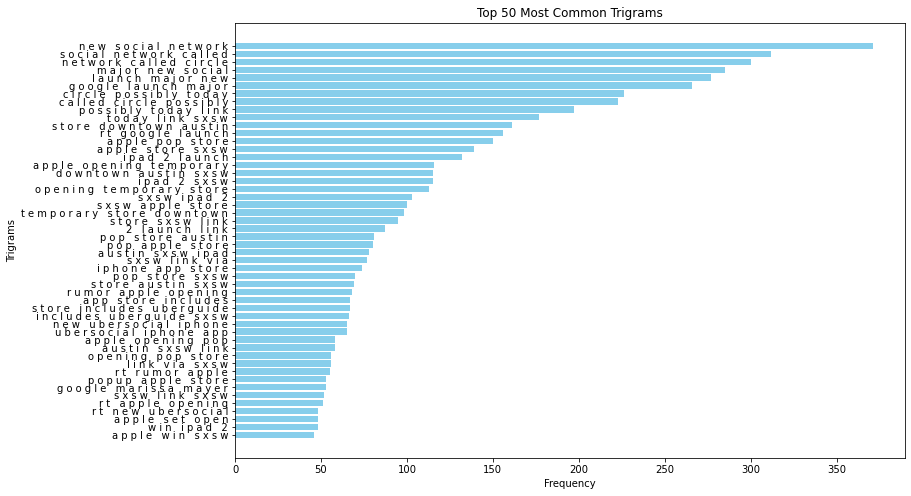 Top 50 Most Common Trigrams
Trigrams
new social network
social network called
network called circle
major new social
launch major new
google launch major
circle possibly today
called circle possibly
possibly today link
today link sxsw
store downtown austin
rt google launch
apple pop store
apple store sxsw
ipad 2 launch
apple opening temporary
downtown austin sxsw
ipad 2 sxsw
opening temporary store
sxsw ipad 2
sxsw apple store
temporary store downtown
store sxsw link
2 launch link
pop store austin
pop apple store
austin sxsw ipad
sxsw link via
iphone app store
pop store sxsw
store austin sxsw
rumor apple opening
app store includes
store includes uberguide
includes uberguide sxsw
new ubersocial iphone
ubersocial iphone app
apple opening pop
austin sxsw link
opening pop store
link via sxsw
rt rumor apple
popup apple store
google marissa mayer
sxsw link sxsw
rt apple opening
rt new ubersocial
apple set open
win ipad 2
apple win sxsw
0 50 100 150 200 250 300 350
Frequency